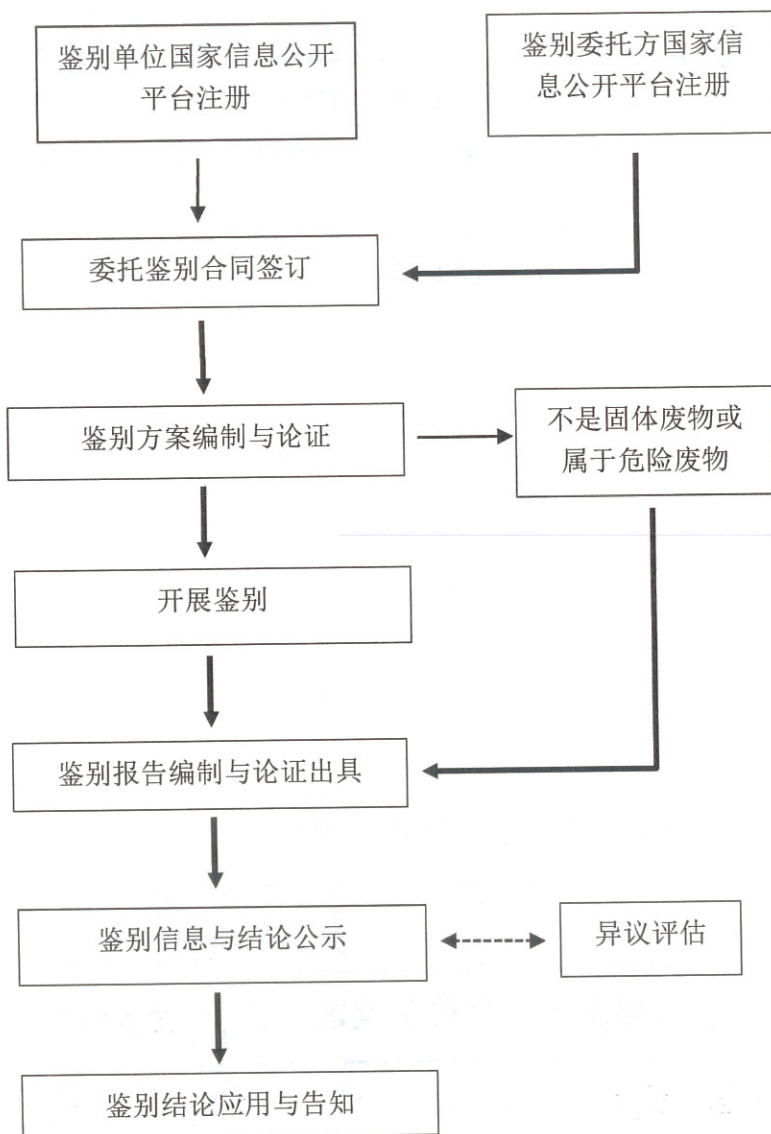 鉴别单位国家信息公开
平台注册
鉴别委托方国家信
息公开平台注册
委托鉴别合同签订
鉴别方案编制与论证
不是固体废物或
属于危险废物
开展鉴别
鉴别报告编制与论证出具
鉴别信息与结论公示
异议评估
鉴别结论应用与告知